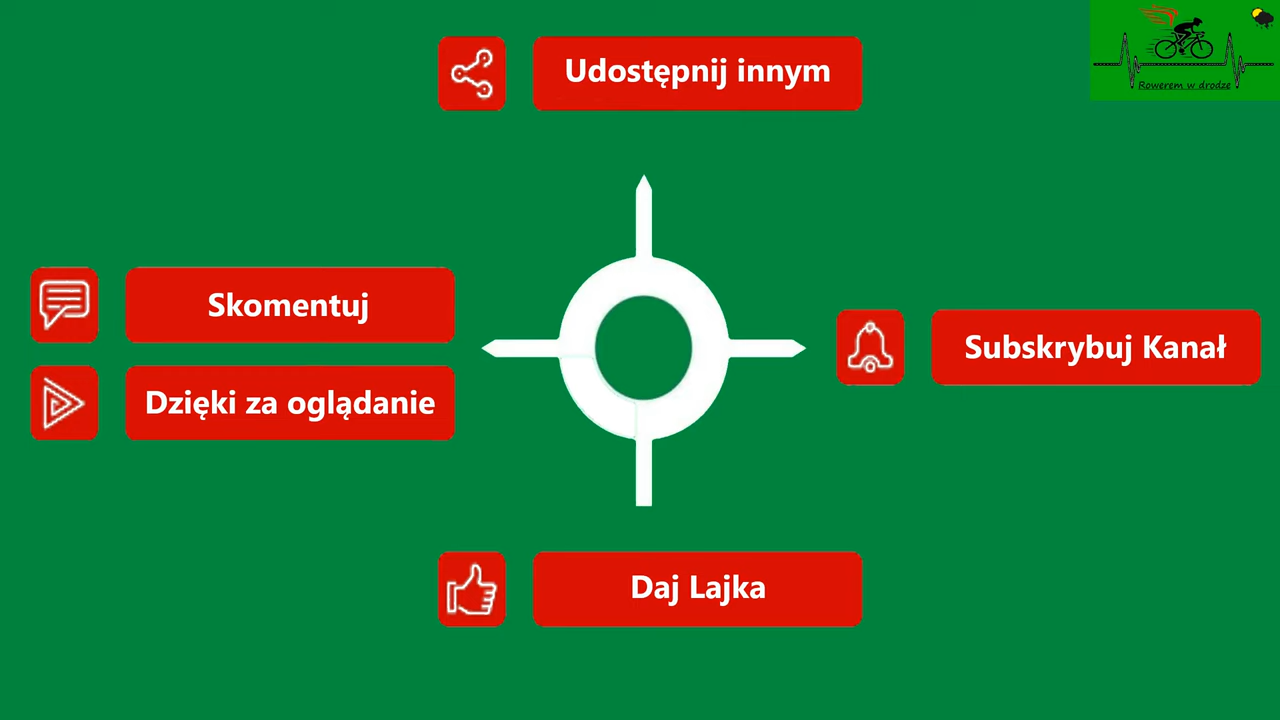 Udostępnij innym
Rowerem w drodze
Skomentuj
Subskrybuj Kanał
Dzięki za oglądanie
Daj Lajka